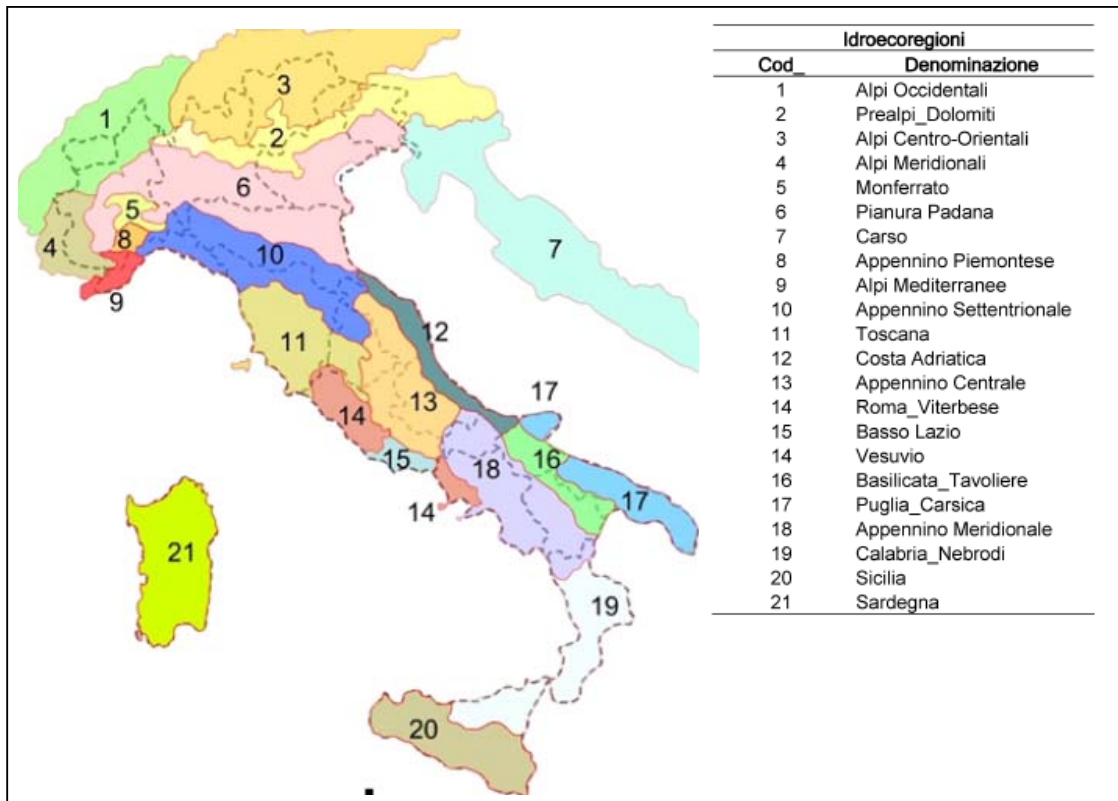 1
3
2
6
5
4
8
7
10
9
12
11
17
13
14
16
15
18
17
14
21
19
20
Idroecoregioni
Cod_ Denominazione
1 Alpi Occidentali
2 Prealpi_Dolomiti
3 Alpi Centro-Orientali
4 Alpi Meridionali
5 Monferrato
6 Pianura Padana
7 Carso
8 Appennino Piemontese
9 Alpi Mediterranee
10 Appennino Settentrionale
11 Toscana
12 Costa Adriatica
13 Appennino Centrale
14 Roma_Viterbese
15 Basso Lazio
14 Vesuvio
16 Basilicata_Tavoliere
17 Puglia_Carsica
18 Appennino Meridionale
19 Calabria_Nebrodi
20 Sicilia
21 Sardegna